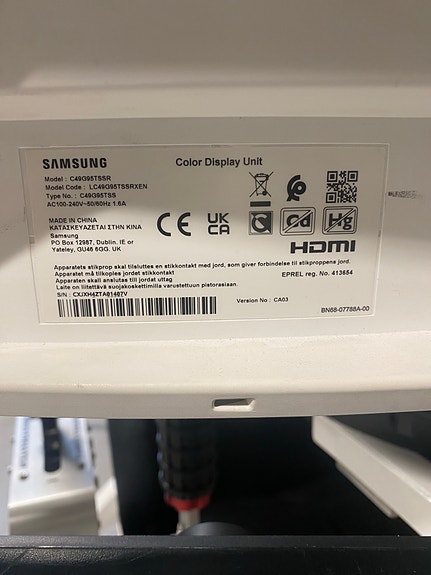 SAMSUNG
Color Display Unit
Model : C49G95TSSR
Model Code : LC49G95TSSRXEN
Type No. : C49G95TSS
AC100-240V~50/60Hz 1.6A
MADE IN CHINA
ΚΑΤΑΣΚΕΥΑΖΕΤΑΙ ΣΤΗΝ ΚΙΝΑ
Samsung
PO Box 12987, Dublin. IE or
Yateley, GU46 6GG. UK
CE
UK
CA
Cd
Hg
HDMI
Apparatets stikprop skal tilsluttes en stikkontakt med jord, som giver forbindelse til stikproppens jord.
Apparatet må tilkoples jordet stikkontakt
Apparaten skall anslutas till jordat uttag
Laite on liitettävä suojakoskettimilla varustettuun pistorasiaan.
EPREL reg. No. 413654
S/N : CXJXH4ZTA01487V
Version No : CA03
BN68-07788A-00